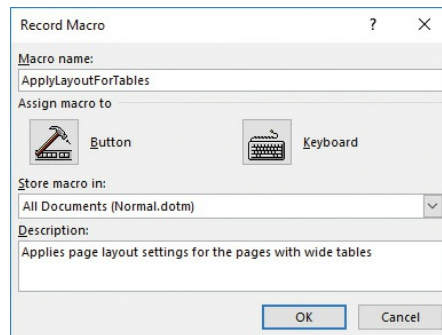 Record Macro ? ×
Macro name:
ApplyLayoutForTables
Assign macro to
Button Keyboard
Store macro in:
All Documents (Normal.dotm)
Description:
Applies page layout settings for the pages with wide tables
OK Cancel